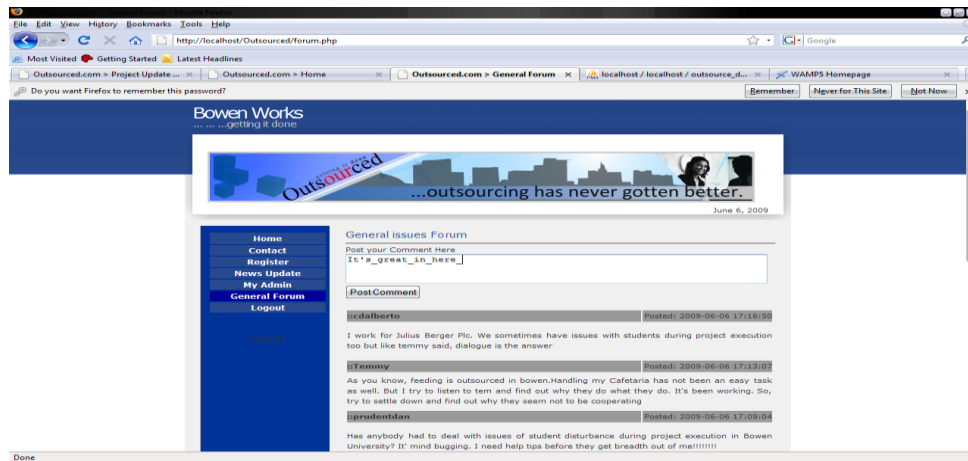 File Edit View History Bookmarks Tools Help
http://localhost/Outsourced/forum.php
Google
Most Visited Getting Started Latest Headlines
Outsourced.com > Project Update ... Outsourced.com > Home Outsourced.com > General Forum localhost / localhost / outsource_d... WAMP5 Homepage
Do you want Firefox to remember this password? Remember Never for This Site Not Now
Bowen Works
... ... ...getting it done
getting it done
Outsourced
...outsourcing has never gotten better.
June 6, 2009
Home
Contact
Register
News Update
My Admin
General Forum
Logout
General issues Forum
Post your Comment Here
It's_great_in_here_
Post Comment
::cdalberto Posted: 2009-06-06 17:16:50
I work for Julius Berger Plc. We sometimes have issues with students during project execution
too but like temmy said, dialogue is the answer
::Temmy Posted: 2009-06-06 17:13:07
As you know, feeding is outsourced in bowen.Handling my Cafetaria has not been an easy task
as well. But I try to listen to tem and find out why they do what they do. It's been working. So,
try to settle down and find out why they seem not to be cooperating
::prudentdan Posted: 2009-06-06 17:09:04
Has anybody had to deal with issues of student disturbance during project execution in Bowen
University? It' mind bugging. I need help tips before they get breadth out of me!!!!!!!!
Done